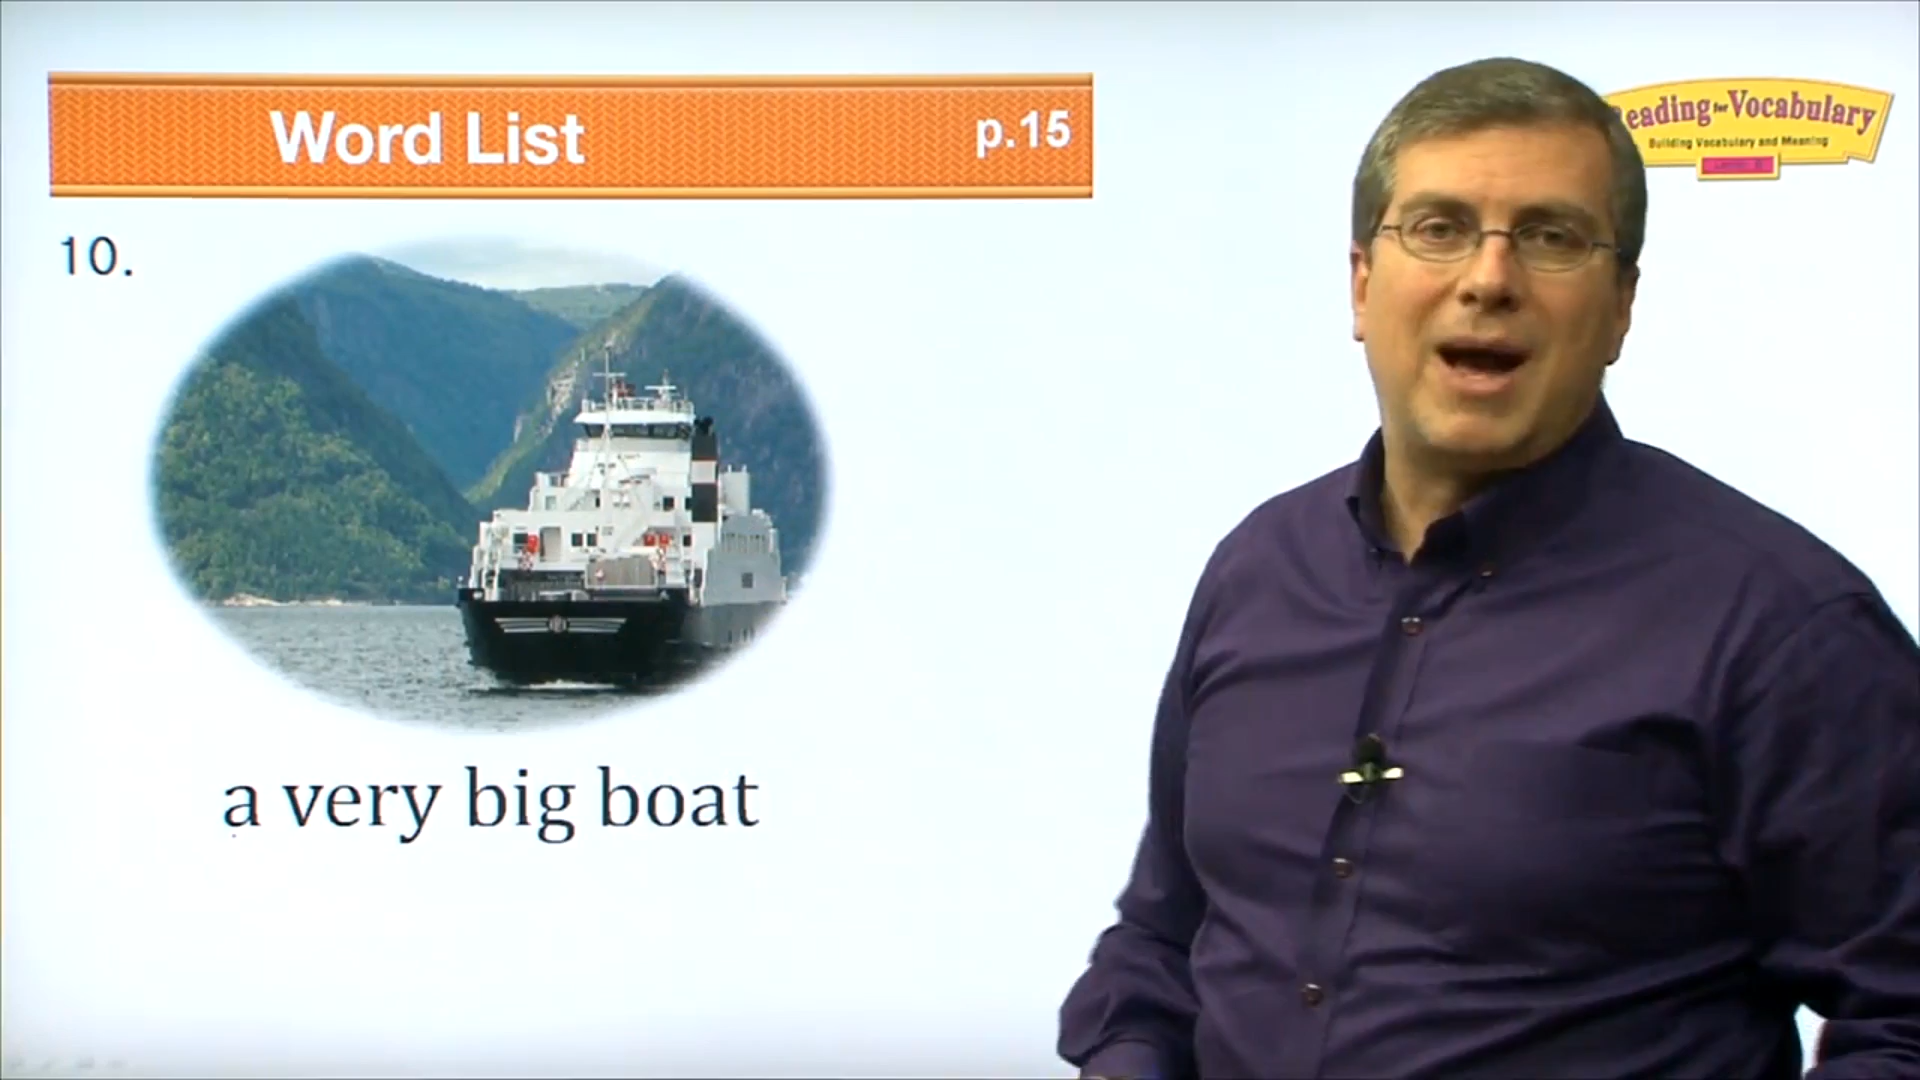 Word List
p.15
Reading for Vocabulary
Building Vocabulary and Meaning
10.
a very big boat